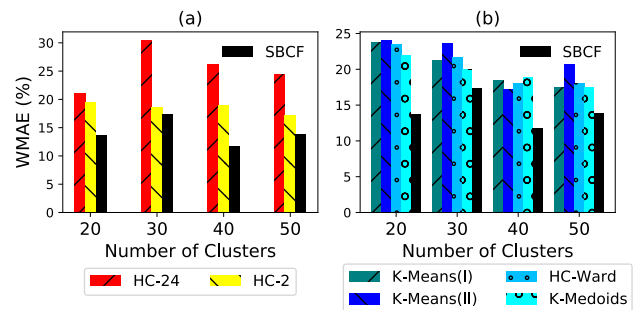 (a)
WMAE (%)
30
25
20
15
10
5
0
SBCF
20 30 40 50
Number of Clusters
HC-24 HC-2
(b)
25
20
15
10
5
0
SBCF
20 30 40 50
Number of Clusters
K-Means(I) HC-Ward
K-Means(II) K-Medoids